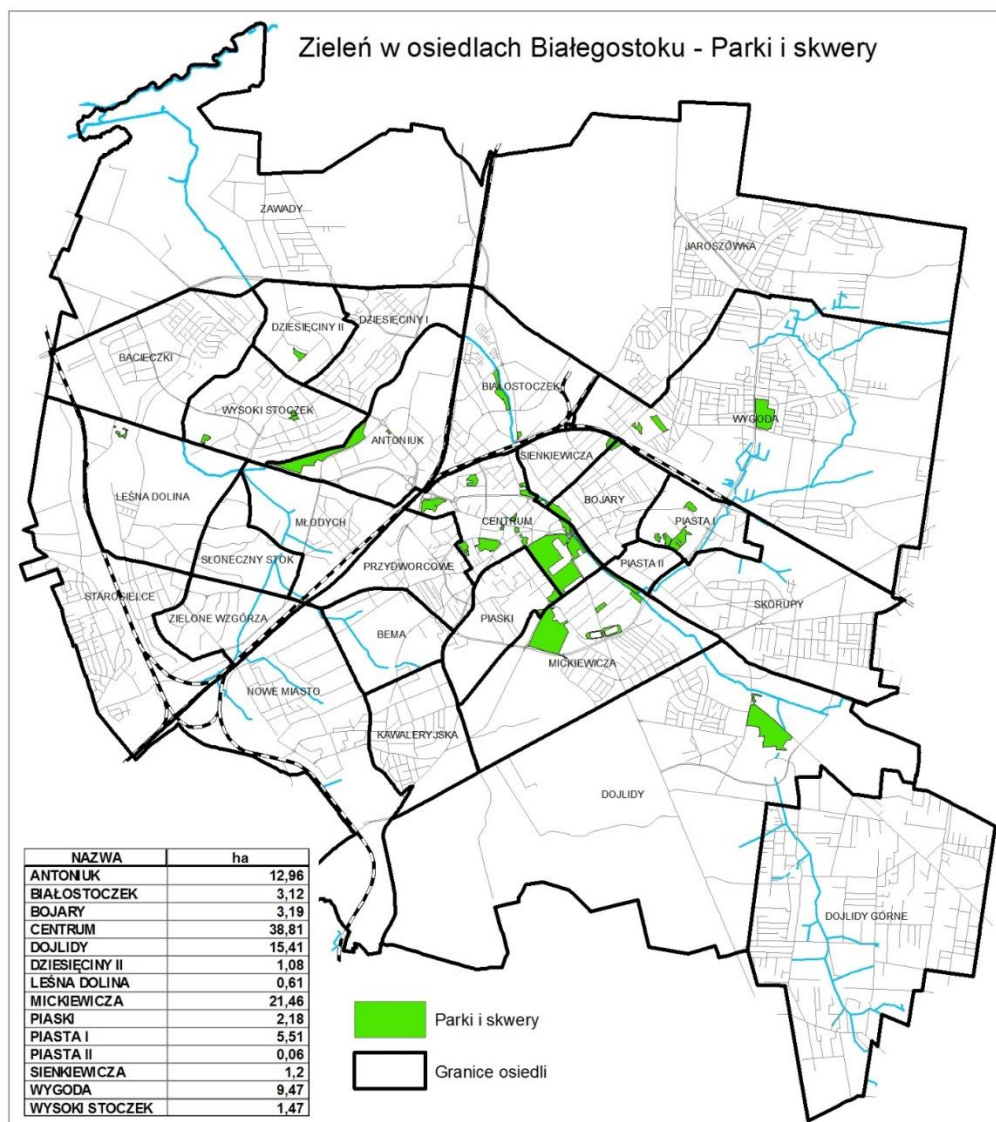 Zieleń w osiedlach Białegostoku - Parki i skwery
ZAWADY
JAROSZÓWKA
DZIESIĘCINY II
DZIESIĘCINY I
BACIECZKI
BIAŁOSTOCZEK
WYSOKI STOCZEK
WYGODA
ANTONIUK
SIENKIEWICZA
LEŚNA DOLINA
BOJARY
MŁODYCH
CENTRUM
PIASTA I
SŁONECZNY STOK
PRZYDWORCOWE
PIASTA II
STAROSIELCE
SKORUPY
ZIELONE WZGÓRZA
PIASKI
BEMA
MICKIEWICZA
NOWE MIASTO
KAWALERYJSKA
DOJLIDY
DOJLIDY GÓRNE
NAZWA ha
ANTONIUK 12,96
BIAŁOSTOCZEK 3,12
BOJARY 3,19
CENTRUM 38,81
DOJLIDY 15,41
DZIESIĘCINY II 1,08
LEŚNA DOLINA 0,61
MICKIEWICZA 21,46
PIASKI 2,18
PIASTA I 5,51
PIASTA II 0,06
SIENKIEWICZA 1,2
WYGODA 9,47
WYSOKI STOCZEK 1,47
Parki i skwery
Granice osiedli